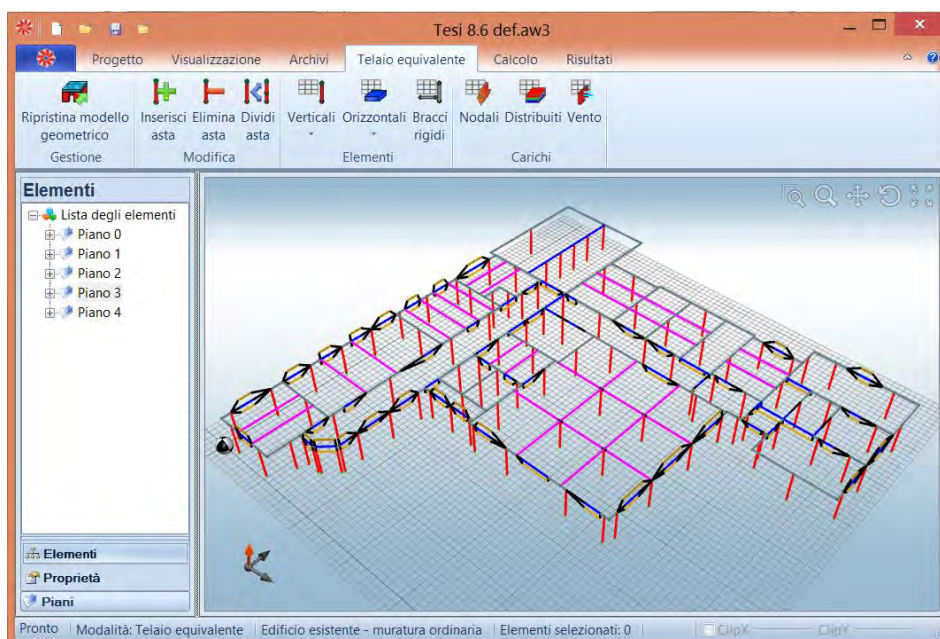 Tesi 8.6 def.aw3
Progetto Visualizzazione Archivi Telaio equivalente Calcolo Risultati
Ripristina modello geometrico
Inserisci asta
Elimina asta
Dividi asta
Verticali
Orizzontali
Bracci rigidi
Nodali
Distribuiti
Vento
Gestione
Modifica
Elementi
Carichi
Elementi
Lista degli elementi
Piano 0
Piano 1
Piano 2
Piano 3
Piano 4
Elementi
Proprietà
Piani
Pronto Modalità: Telaio equivalente Edificio esistente - muratura ordinaria Elementi selezionati: 0 ClipX ClipY